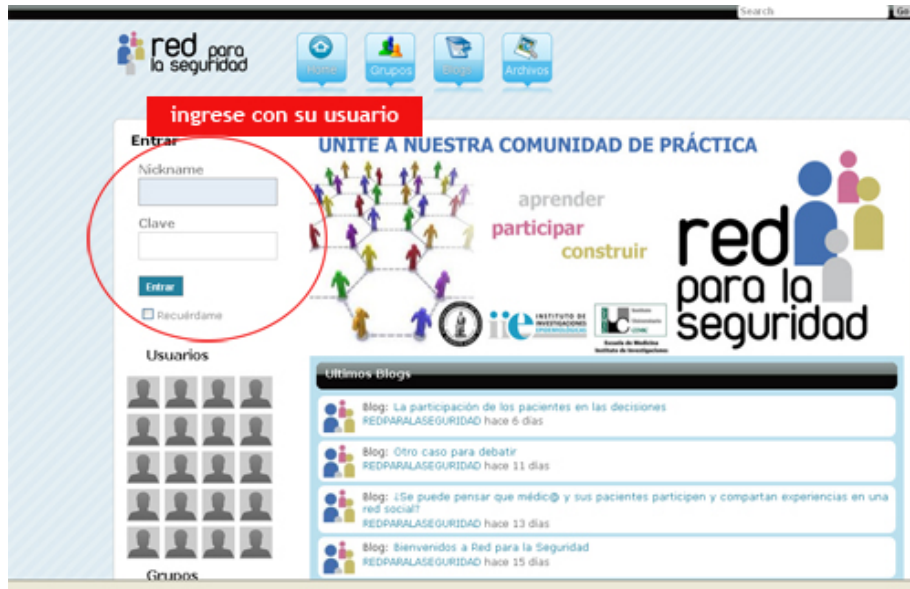 Search
Go
red para
la seguridad
Home
Grupos
Blogs
Archivos
ingrese con su usuario
Entrar
Nickname
Clave
Entrar
Recuérdame
UNITE A NUESTRA COMUNIDAD DE PRÁCTICA
aprender
participar
construir
red
para la
seguridad
iie
INSTITUTO DE
INVESTIGACIONES
EPIDEMIOLÓGICAS
Instituto
Universitario
CEMIC
Escuela de Medicina
Instituto de Investigaciones
Usuarios
Grupos
Ultimos Blogs
Blog: La participación de los pacientes en las decisiones
REDPARALASEGURIDAD hace 6 días
Blog: Otro caso para debatir
REDPARALASEGURIDAD hace 11 días
Blog: ¿Se puede pensar que médic@ y sus pacientes participen y compartan experiencias en una
red social?
REDPARALASEGURIDAD hace 13 días
Blog: Bienvenidos a Red para la Seguridad
REDPARALASEGURIDAD hace 15 días